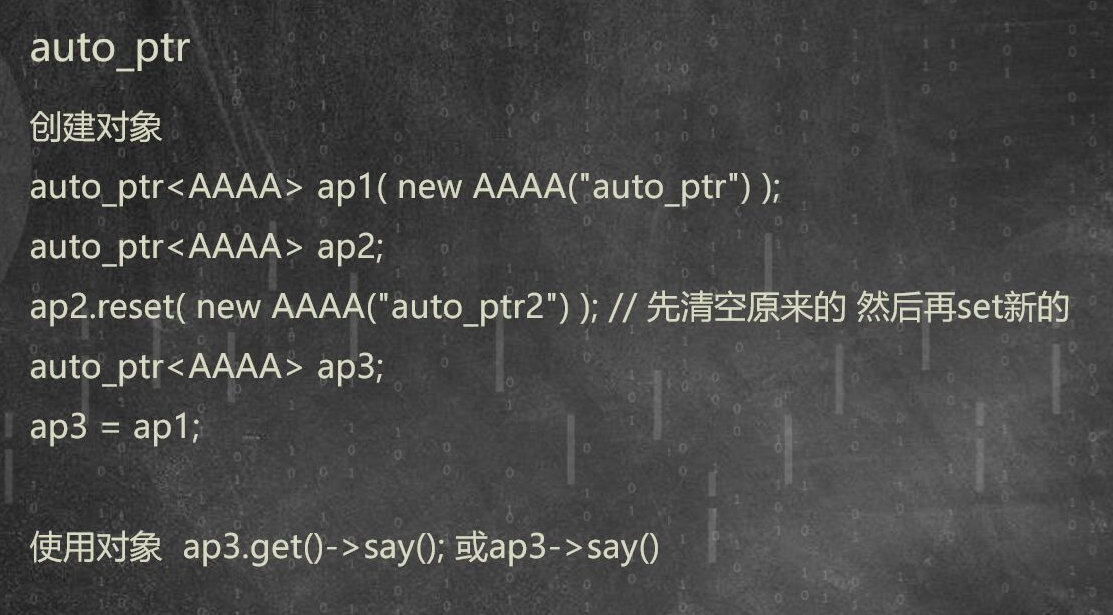 auto_ptr
创建对象
auto_ptr<AAAA> ap1( new AAAA("auto_ptr") );
auto_ptr<AAAA> ap2;
ap2.reset( new AAAA("auto_ptr2") ); // 先清空原来的 然后再set新的
auto_ptr<AAAA> ap3;
ap3 = ap1;
使用对象 ap3.get()->say(); 或ap3->say()